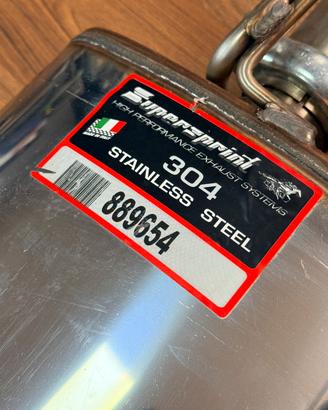 Supersprint
HIGH PERFORMANCE EXHAUST SYSTEMS
304
STAINLESS STEEL
889654